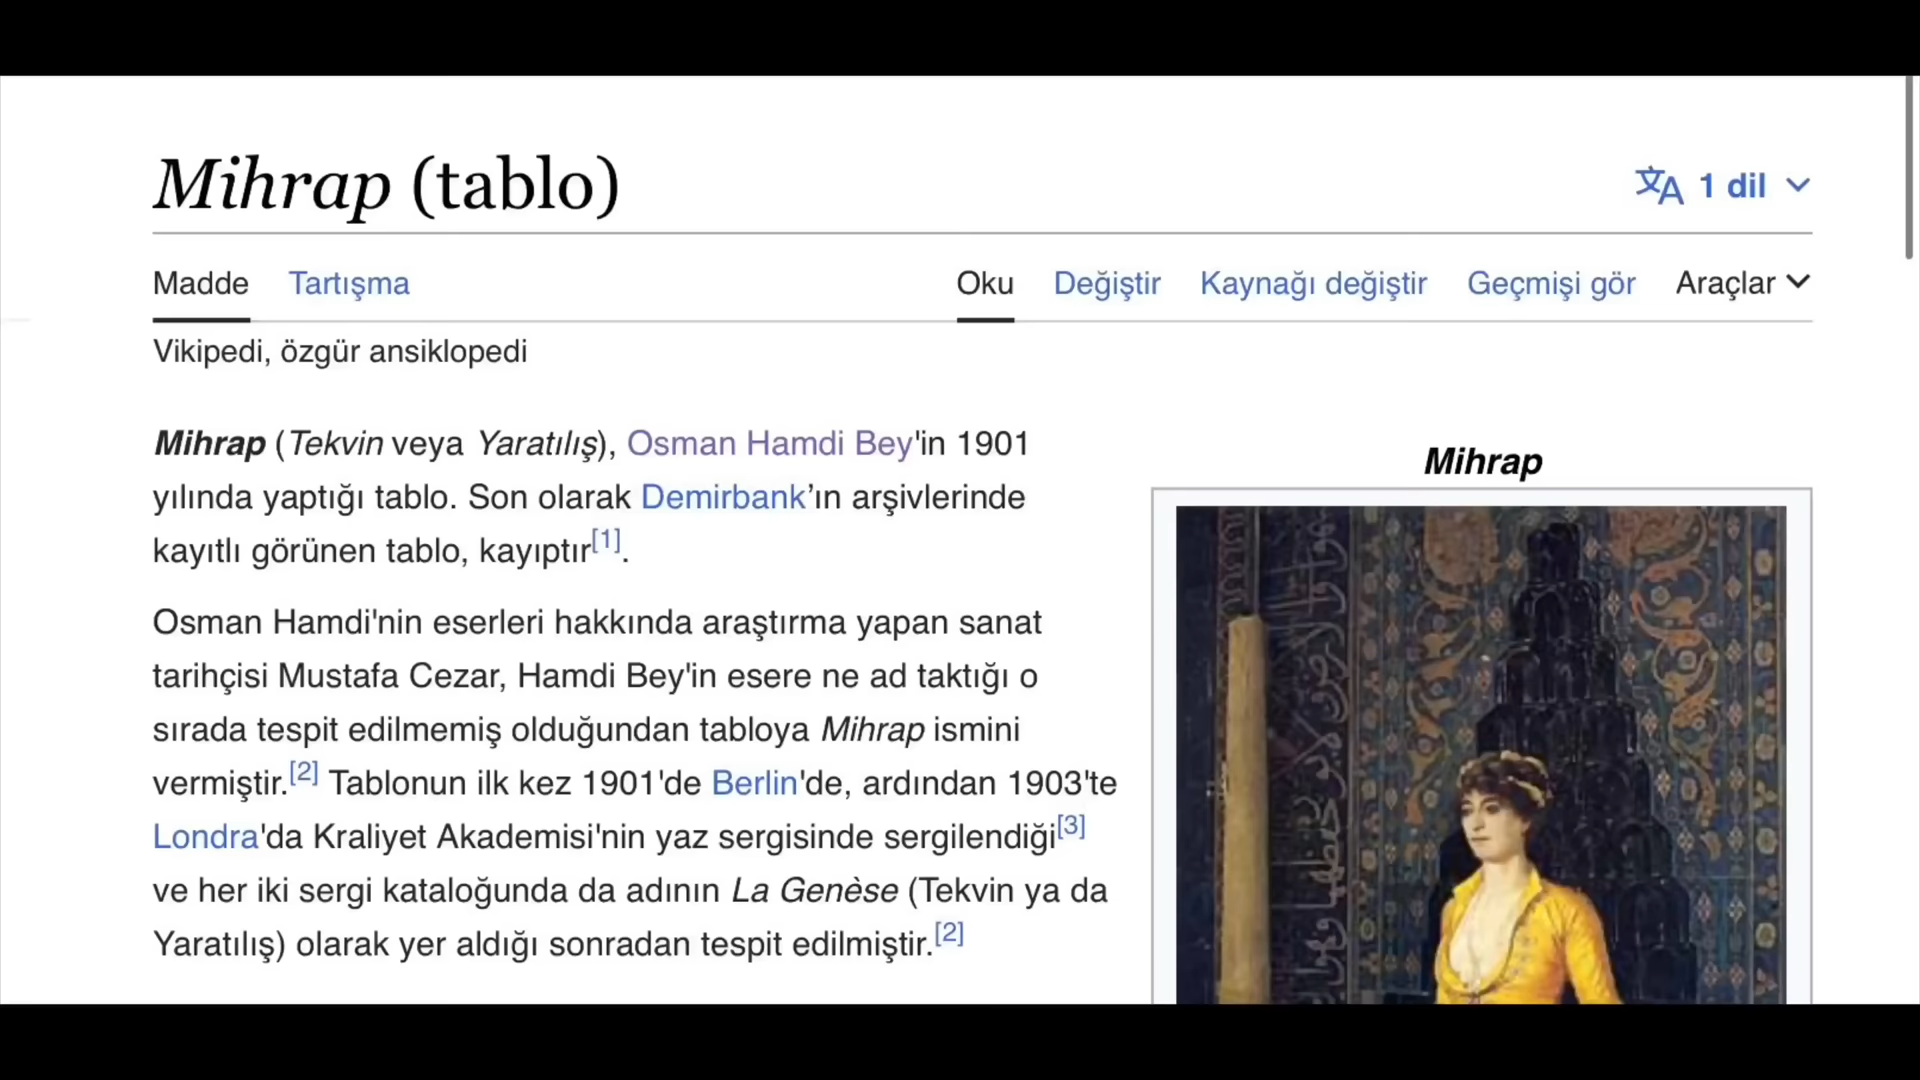 Mihrap (tablo)
1 dil
Madde Tartışma Oku Değiştir Kaynağı değiştir Geçmişi gör Araçlar
Vikipedi, özgür ansiklopedi
Mihrap (Tekvin veya Yaratılış), Osman Hamdi Bey'in 1901
yılında yaptığı tablo. Son olarak Demirbank’ın arşivlerinde
kayıtlı görünen tablo, kayıptır[1].
Osman Hamdi'nin eserleri hakkında araştırma yapan sanat
tarihçisi Mustafa Cezar, Hamdi Bey'in esere ne ad taktığı o
sırada tespit edilmemiş olduğundan tabloya Mihrap ismini
vermiştir.[2] Tablonun ilk kez 1901'de Berlin'de, ardından 1903'te
Londra'da Kraliyet Akademisi'nin yaz sergisinde sergilendiği[3]
ve her iki sergi kataloğunda da adının La Genèse (Tekvin ya da
Yaratılış) olarak yer aldığı sonradan tespit edilmiştir.[2]
Mihrap